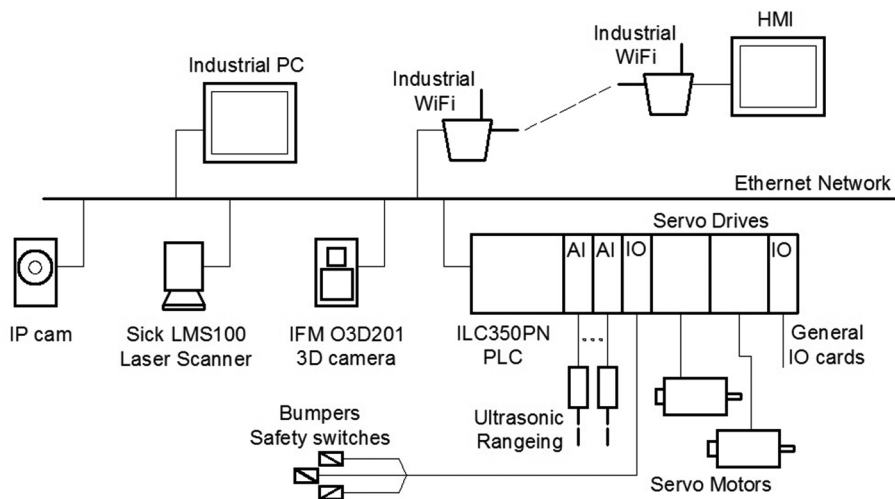 HMI
Industrial
WiFi
Industrial PC
Industrial
WiFi
Ethernet Network
Servo Drives
AI
AI
IO
IO
IP cam
Sick LMS100
Laser Scanner
IFM O3D201
3D camera
ILC350PN
PLC
General
IO cards
Ultrasonic
Rangeing
Bumpers
Safety switches
Servo Motors